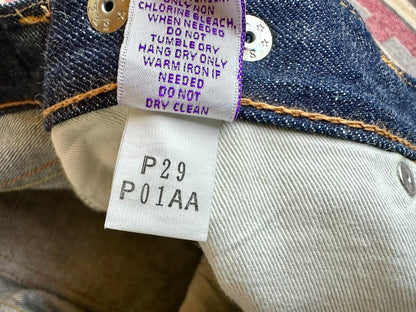 ONLY NON
CHLORINE BLEACH,
WHEN NEEDED
DO NOT
TUMBLE DRY
HANG DRY ONLY
WARM IRON IF
NEEDED
DO NOT
DRY CLEAN
P29
P01AA